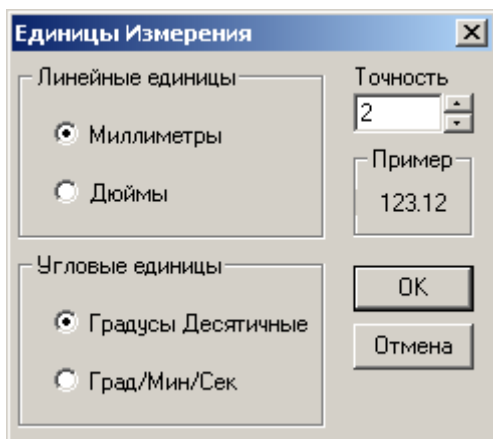 Единицы Измерения
Линейные единицы
Миллиметры
Дюймы
Точность
2
Пример
123.12
Угловые единицы
Градусы Десятичные
Град/Мин/Сек
OK
Отмена